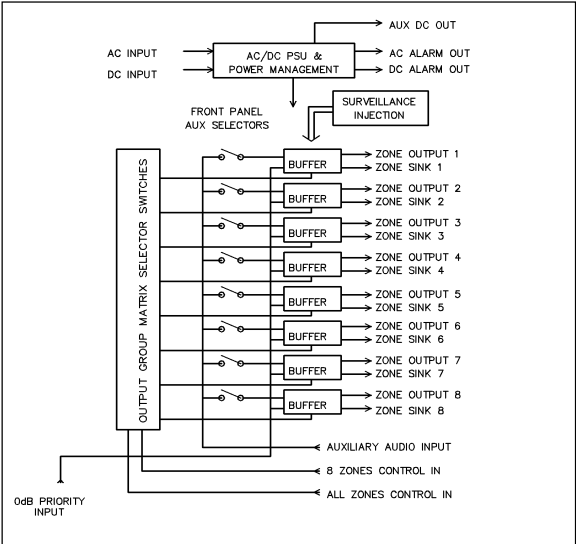 AUX DC OUT
AC INPUT
DC INPUT
AC/DC PSU &
POWER MANAGEMENT
AC ALARM OUT
DC ALARM OUT
FRONT PANEL
AUX SELECTORS
SURVEILLANCE
INJECTION
OUTPUT GROUP MATRIX SELECTOR SWITCHES
BUFFER
ZONE OUTPUT 1
ZONE SINK 1
BUFFER
ZONE OUTPUT 2
ZONE SINK 2
BUFFER
ZONE OUTPUT 3
ZONE SINK 3
BUFFER
ZONE OUTPUT 4
ZONE SINK 4
BUFFER
ZONE OUTPUT 5
ZONE SINK 5
BUFFER
ZONE OUTPUT 6
ZONE SINK 6
BUFFER
ZONE OUTPUT 7
ZONE SINK 7
BUFFER
ZONE OUTPUT 8
ZONE SINK 8
AUXILIARY AUDIO INPUT
8 ZONES CONTROL IN
ALL ZONES CONTROL IN
0dB PRIORITY
INPUT